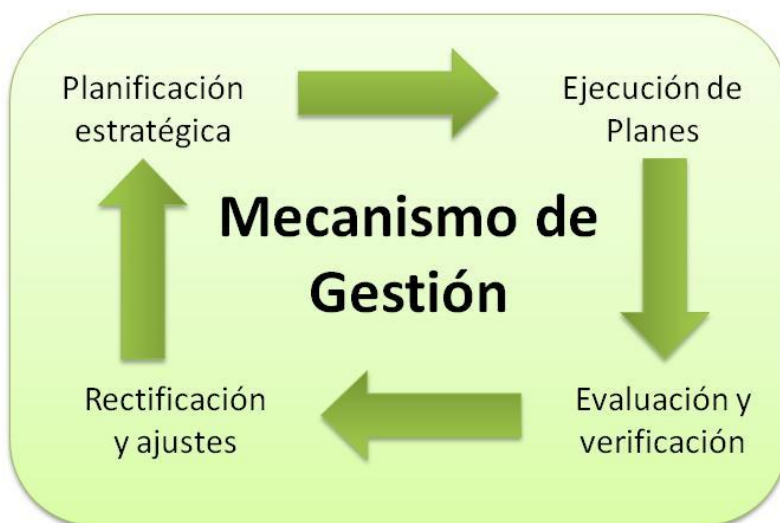 Planificación
estratégica
Ejecución de
Planes
Mecanismo de
Gestión
Rectificación
y ajustes
Evaluación y
verificación